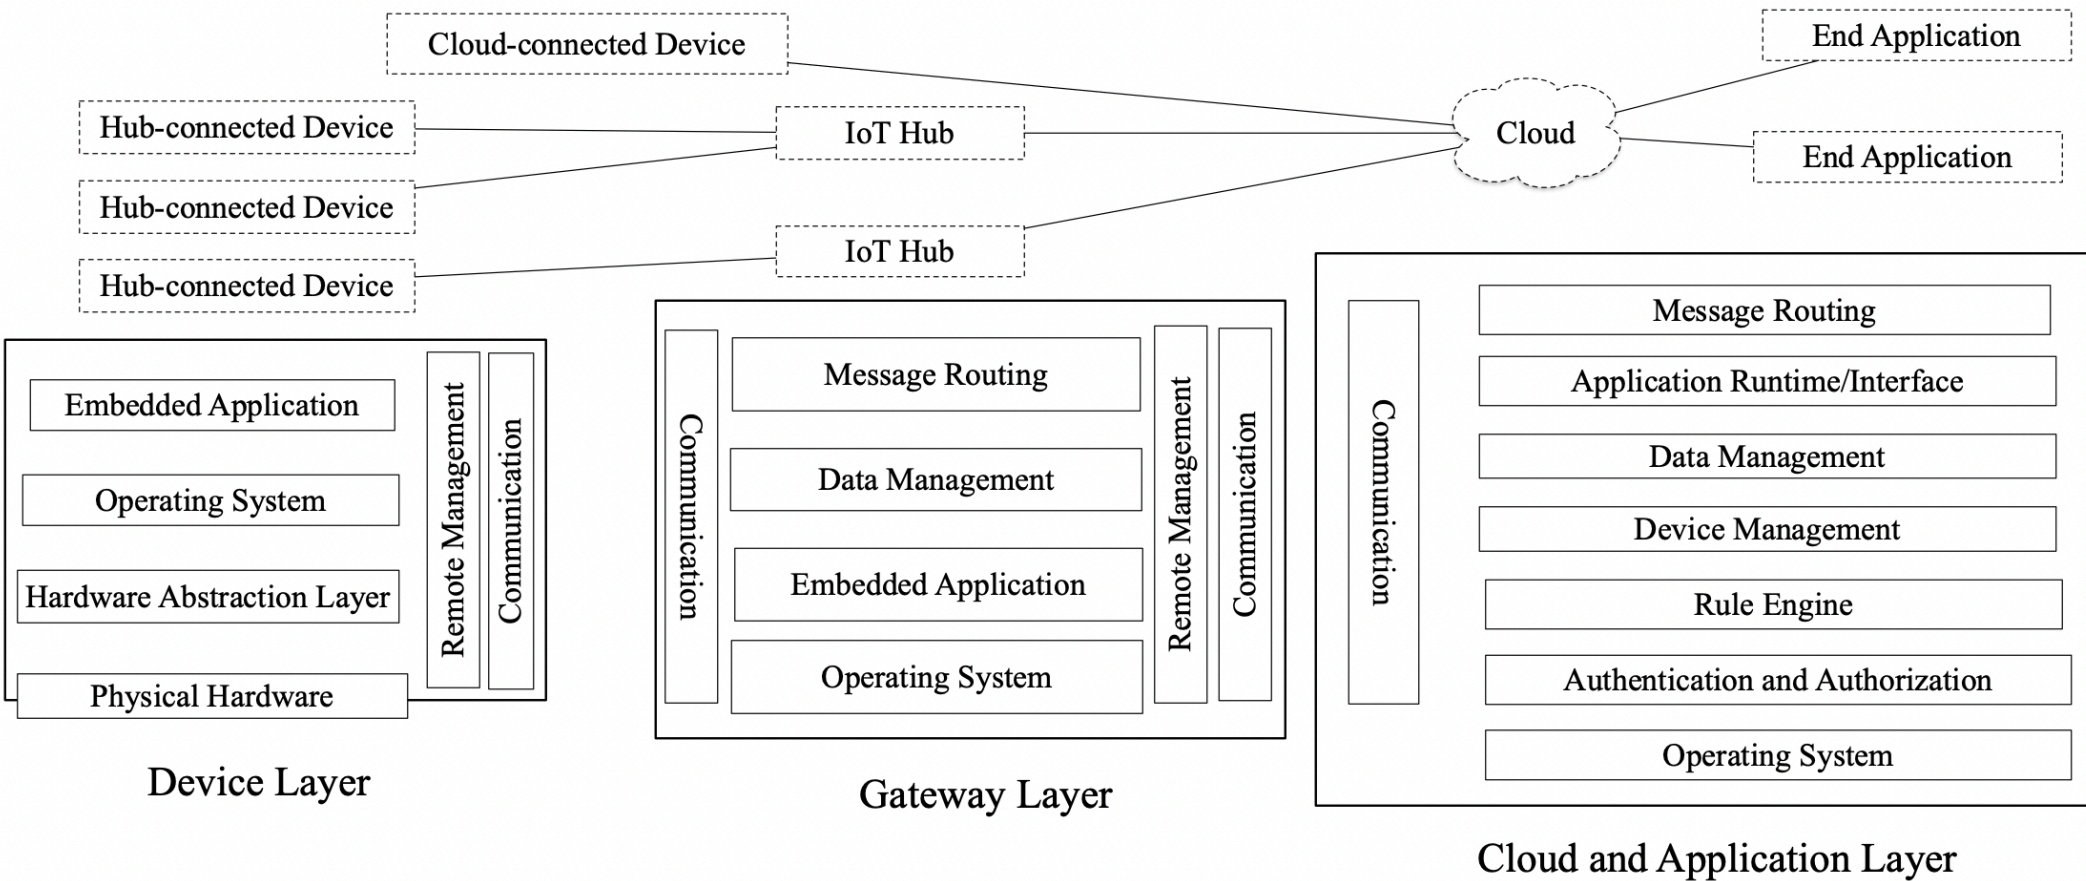 Cloud-connected Device
End Application
Hub-connected Device
IoT Hub
Cloud
End Application
Hub-connected Device
IoT Hub
Hub-connected Device
Embedded Application
Operating System
Hardware Abstraction Layer
Physical Hardware
Remote Management
Communication
Device Layer
Communication
Message Routing
Data Management
Embedded Application
Operating System
Remote Management
Communication
Gateway Layer
Communication
Message Routing
Application Runtime/Interface
Data Management
Device Management
Rule Engine
Authentication and Authorization
Operating System
Cloud and Application Layer